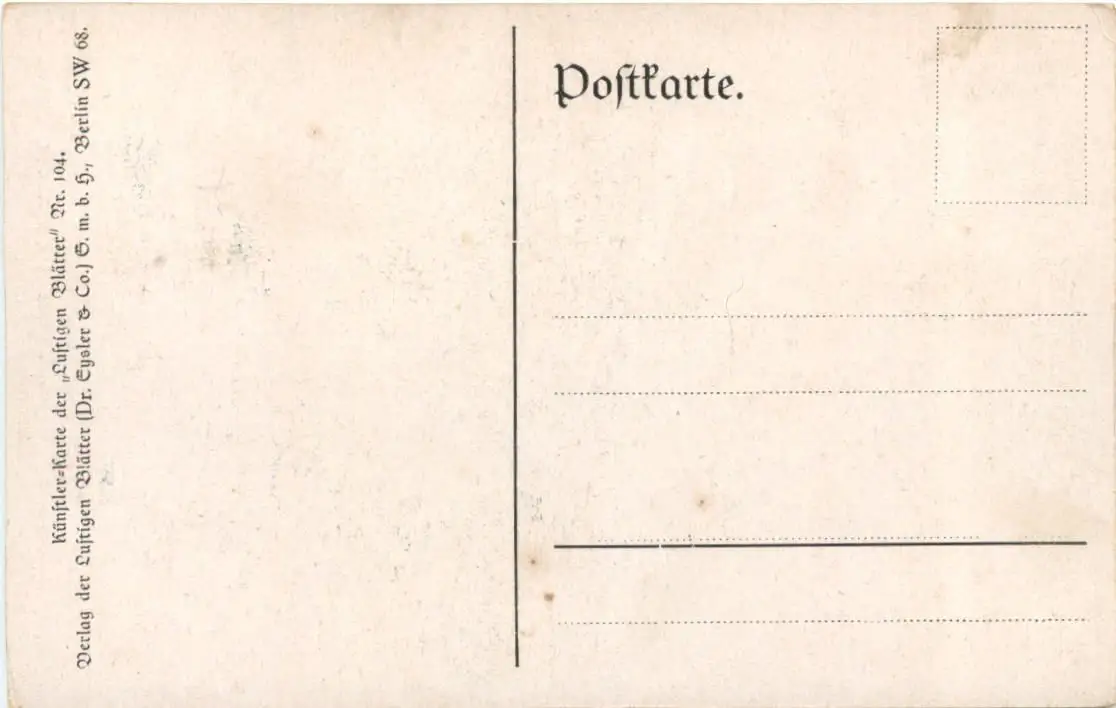 Künſtler=Karte der „Luſtigen Blätter" Nr. 104.
Verlag der Luſtigen Blätter (Dr. Eysler & Co.) G. m. b. H., Berlin SW 68.
Poſtkarte.